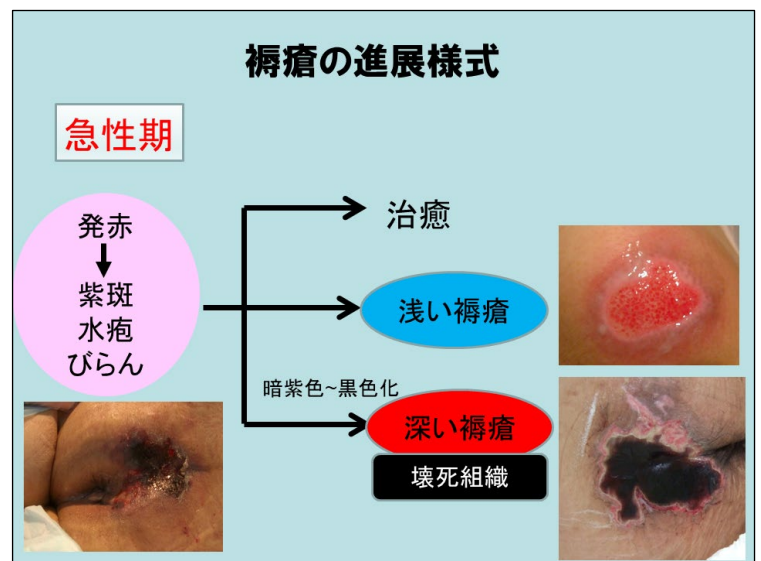 褥瘡の進展様式
急性期
発赤
紫斑
水疱
びらん
治癒
浅い褥瘡
暗紫色~黒色化
深い褥瘡
壊死組織